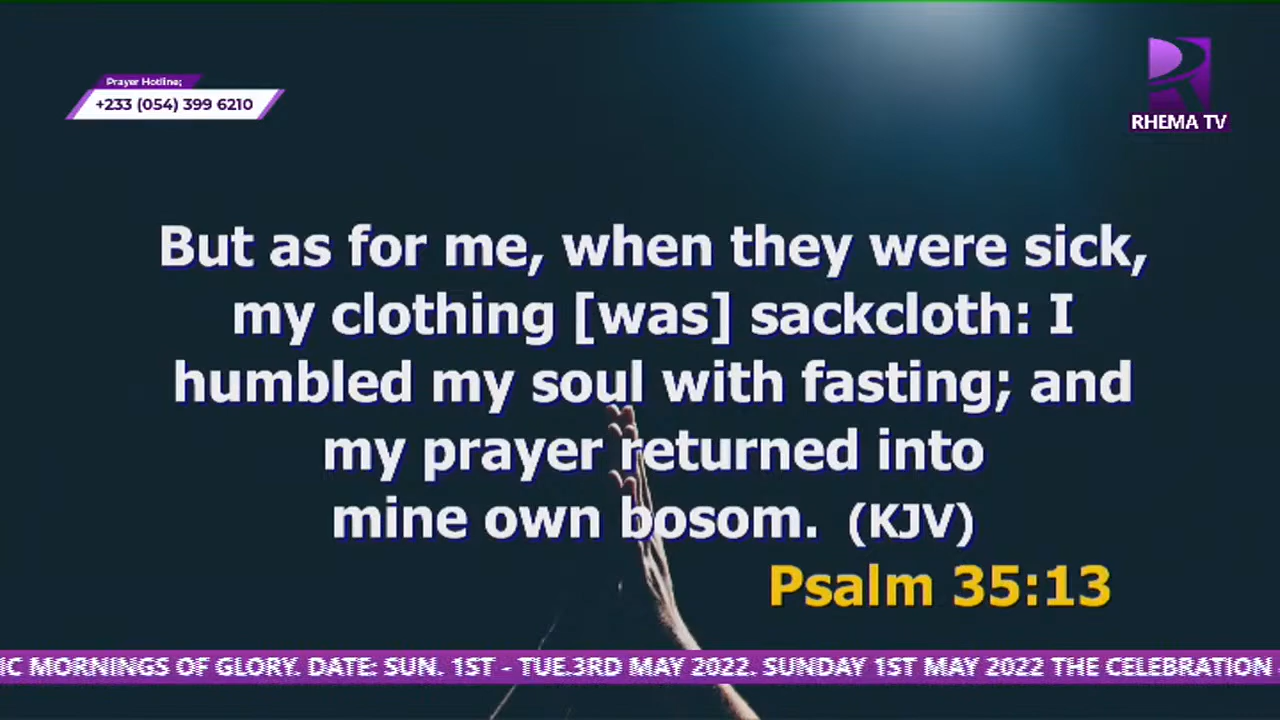 Prayer Hotline;
+233 (054) 399 6210
RHEMA TV
But as for me, when they were sick,
my clothing [was] sackcloth: I
humbled my soul with fasting; and
my prayer returned into
mine own bosom. (KJV)
Psalm 35:13
IC MORNINGS OF GLORY. DATE: SUN. 1ST - TUE.3RD MAY 2022. SUNDAY 1ST MAY 2022 THE CELEBRATION